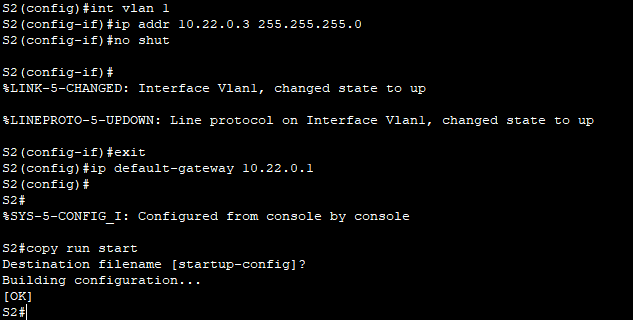 S2(config)#int vlan 1
S2(config-if)#ip addr 10.22.0.3 255.255.255.0
S2(config-if)#no shut
S2(config-if)#
%LINK-5-CHANGED: Interface Vlan1, changed state to up
%LINEPROTO-5-UPDOWN: Line protocol on Interface Vlan1, changed state to up
S2(config-if)#exit
S2(config)#ip default-gateway 10.22.0.1
S2(config)#
S2#
%SYS-5-CONFIG_I: Configured from console by console
S2#copy run start
Destination filename [startup-config]?
Building configuration...
[OK]
S2#